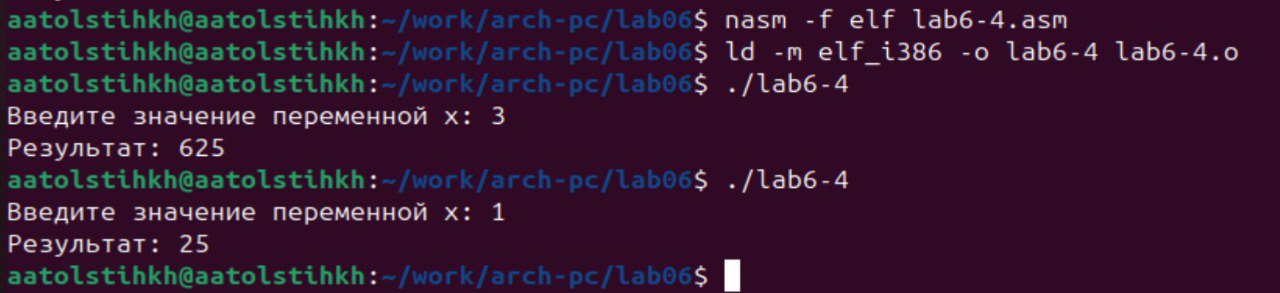 aatolstihkh@aatolstihkh:~/work/arch-pc/lab06$ nasm -f elf lab6-4.asm
aatolstihkh@aatolstihkh:~/work/arch-pc/lab06$ ld -m elf_i386 -o lab6-4 lab6-4.o
aatolstihkh@aatolstihkh:~/work/arch-pc/lab06$ ./lab6-4
Введите значение переменной x: 3
Результат: 625
aatolstihkh@aatolstihkh:~/work/arch-pc/lab06$ ./lab6-4
Введите значение переменной x: 1
Результат: 25
aatolstihkh@aatolstihkh:~/work/arch-pc/lab06$